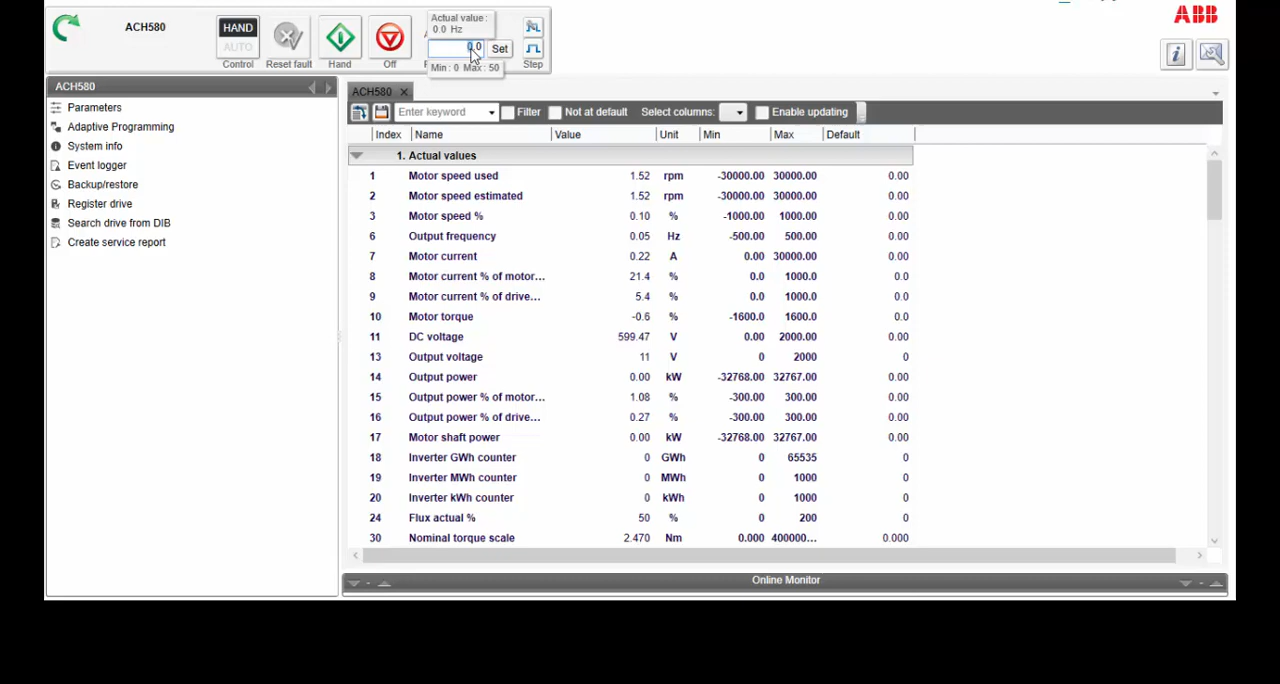 ACH580
HAND
AUTO
Control
Reset fault
Hand
Off
Actual value:
0.0 Hz
0.0
Set
Min: 0 Max: 50
Step
ABB
ACH580
Parameters
Adaptive Programming
System info
Event logger
Backup/restore
Register drive
Search drive from DIB
Create service report
ACH580
Enter keyword Filter Not at default Select columns: Enable updating
Index Name Value Unit Min Max Default
1. Actual values
1 Motor speed used 1.52 rpm -30000.00 30000.00 0.00
2 Motor speed estimated 1.52 rpm -30000.00 30000.00 0.00
3 Motor speed % 0.10 % -1000.00 1000.00 0.00
6 Output frequency 0.05 Hz -500.00 500.00 0.00
7 Motor current 0.22 A 0.00 30000.00 0.00
8 Motor current % of motor... 21.4 % 0.0 1000.0 0.0
9 Motor current % of drive... 5.4 % 0.0 1000.0 0.0
10 Motor torque -0.6 % -1600.0 1600.0 0.0
11 DC voltage 599.47 V 0.00 2000.00 0.00
13 Output voltage 11 V 0 2000 0
14 Output power 0.00 kW -32768.00 32767.00 0.00
15 Output power % of motor... 1.08 % -300.00 300.00 0.00
16 Output power % of drive... 0.27 % -300.00 300.00 0.00
17 Motor shaft power 0.00 kW -32768.00 32767.00 0.00
18 Inverter GWh counter 0 GWh 0 65535 0
19 Inverter MWh counter 0 MWh 0 1000 0
20 Inverter kWh counter 0 kWh 0 1000 0
24 Flux actual % 50 % 0 200 0
30 Nominal torque scale 2.470 Nm 0.000 400000... 0.000
Online Monitor